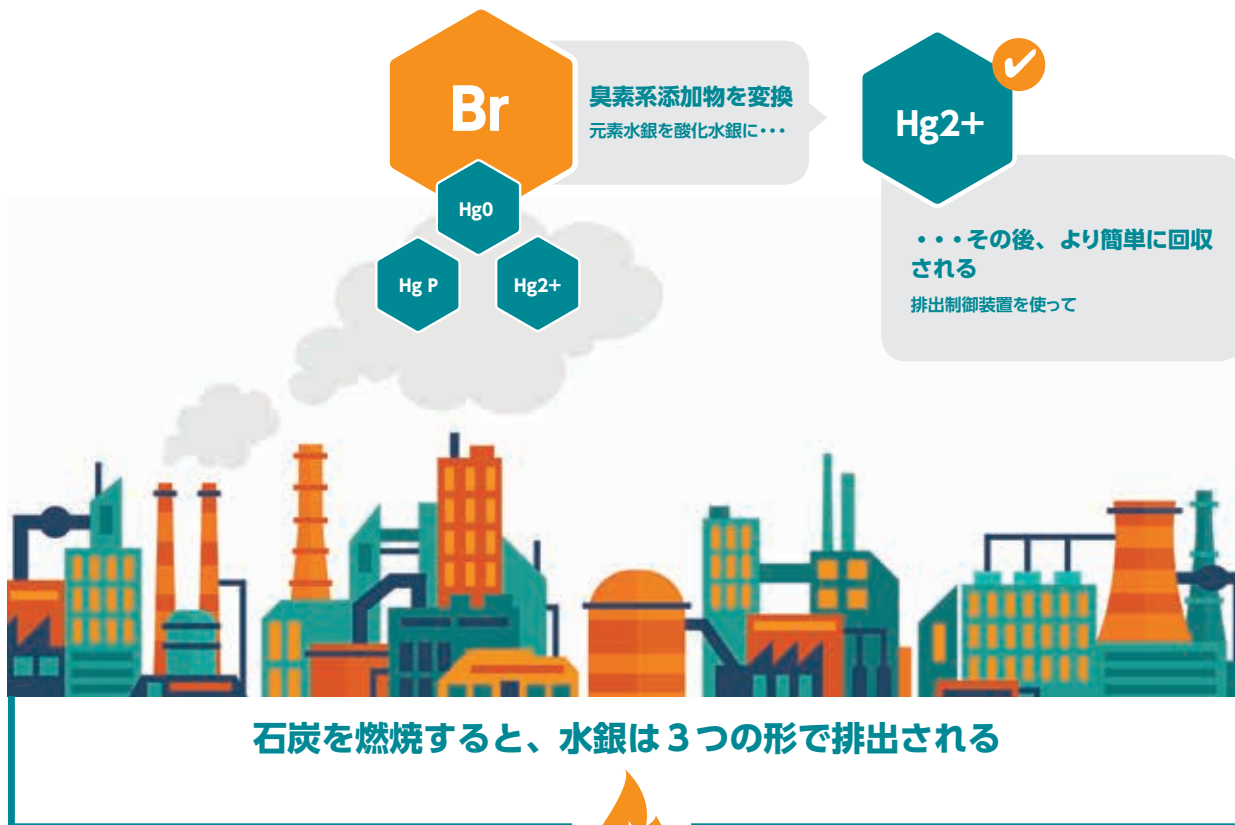 Br
臭素系添加物を変換
元素水銀を酸化水銀に・・・
Hg2+
Hg0
Hg P
Hg2+
・・・その後、より簡単に回収
される
排出制御装置を使って
石炭を燃焼すると、水銀は３つの形で排出される